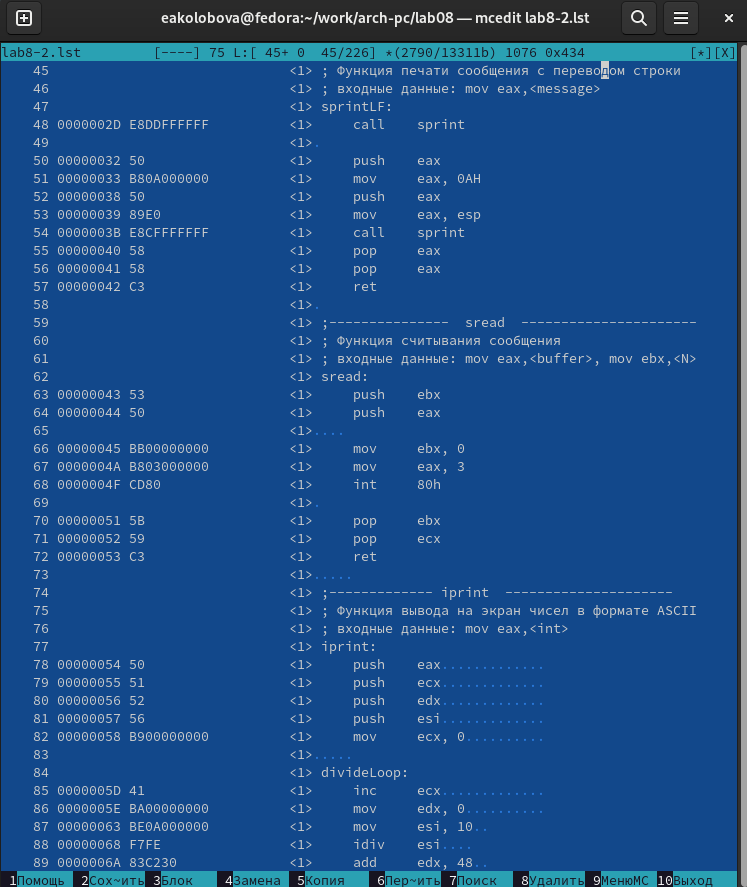 eakolobova@fedora:~/work/arch-pc/lab08 — mcedit lab8-2.lst
lab8-2.lst [----] 75 L:[ 45+ 0 45/226] *(2790/13311b) 1076 0x434 [*][X]
45 <1> ; Функция печати сообщения с переводом строки
46 <1> ; входные данные: mov eax,<message>
47 <1> sprintLF:
48 0000002D E8DDFFFFFF <1> call sprint
49 <1>.
50 00000032 50 <1> push eax
51 00000033 B80A000000 <1> mov eax, 0AH
52 00000038 50 <1> push eax
53 00000039 89E0 <1> mov eax, esp
54 0000003B E8CFFFFFFF <1> call sprint
55 00000040 58 <1> pop eax
56 00000041 58 <1> pop eax
57 00000042 C3 <1> ret
58 <1>.
59 <1> ;--------------- sread ----------------------
60 <1> ; Функция считывания сообщения
61 <1> ; входные данные: mov eax,<buffer>, mov ebx,<N>
62 <1> sread:
63 00000043 53 <1> push ebx
64 00000044 50 <1> push eax
65 <1>....
66 00000045 BB00000000 <1> mov ebx, 0
67 0000004A B803000000 <1> mov eax, 3
68 0000004F CD80 <1> int 80h
69 <1>.
70 00000051 5B <1> pop ebx
71 00000052 59 <1> pop ecx
72 00000053 C3 <1> ret
73 <1>.....
74 <1> ;------------- iprint ---------------------
75 <1> ; Функция вывода на экран чисел в формате ASCII
76 <1> ; входные данные: mov eax,<int>
77 <1> iprint:
78 00000054 50 <1> push eax.............
79 00000055 51 <1> push ecx.............
80 00000056 52 <1> push edx.............
81 00000057 56 <1> push esi.............
82 00000058 B900000000 <1> mov ecx, 0..........
83 <1>.....
84 <1> divideLoop:
85 0000005D 41 <1> inc ecx.............
86 0000005E BA00000000 <1> mov edx, 0..........
87 00000063 BE0A000000 <1> mov esi, 10..
88 00000068 F7FE <1> idiv esi....
89 0000006A 83C230 <1> add edx, 48..
1Помощь 2Сох~ить 3Блок 4Замена 5Копия 6Пер~ить 7Поиск 8Удалить 9МенюМС 10Выход